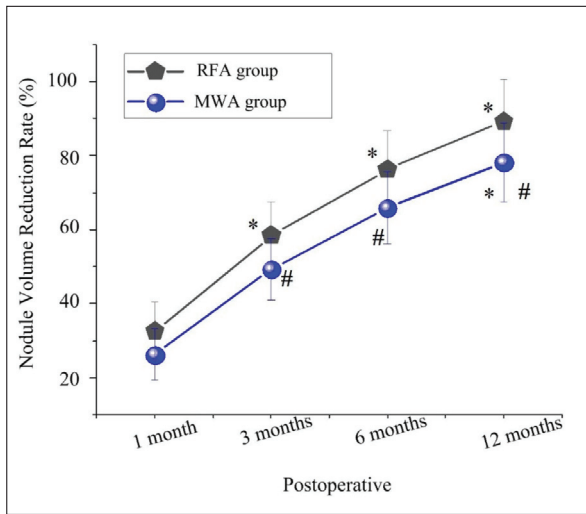 RFA group
MWA group
Nodule Volume Reduction Rate (%)
100
80
60
40
20
*
*
*
*
#
#
#
1 month
3 months
6 months
12 months
Postoperative